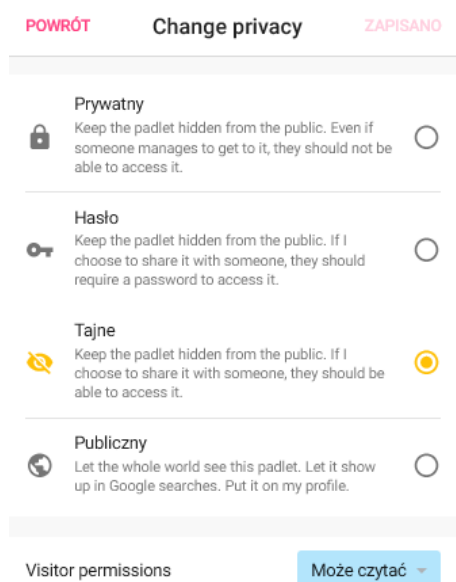 POWRÓT Change privacy ZAPISANO
Prywatny
Keep the padlet hidden from the public. Even if
someone manages to get to it, they should not be
able to access it.
Hasło
Keep the padlet hidden from the public. If I
choose to share it with someone, they should
require a password to access it.
Tajne
Keep the padlet hidden from the public. If I
choose to share it with someone, they should be
able to access it.
Publiczny
Let the whole world see this padlet. Let it show
up in Google searches. Put it on my profile.
Visitor permissions Może czytać